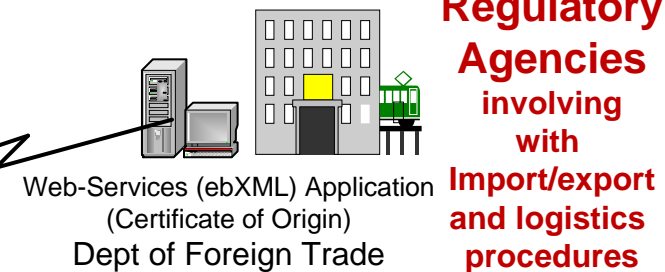 Regulatory
Agencies
involving
with
Import/export
and logistics
procedures
Web-Services (ebXML) Application
(Certificate of Origin)
Dept of Foreign Trade